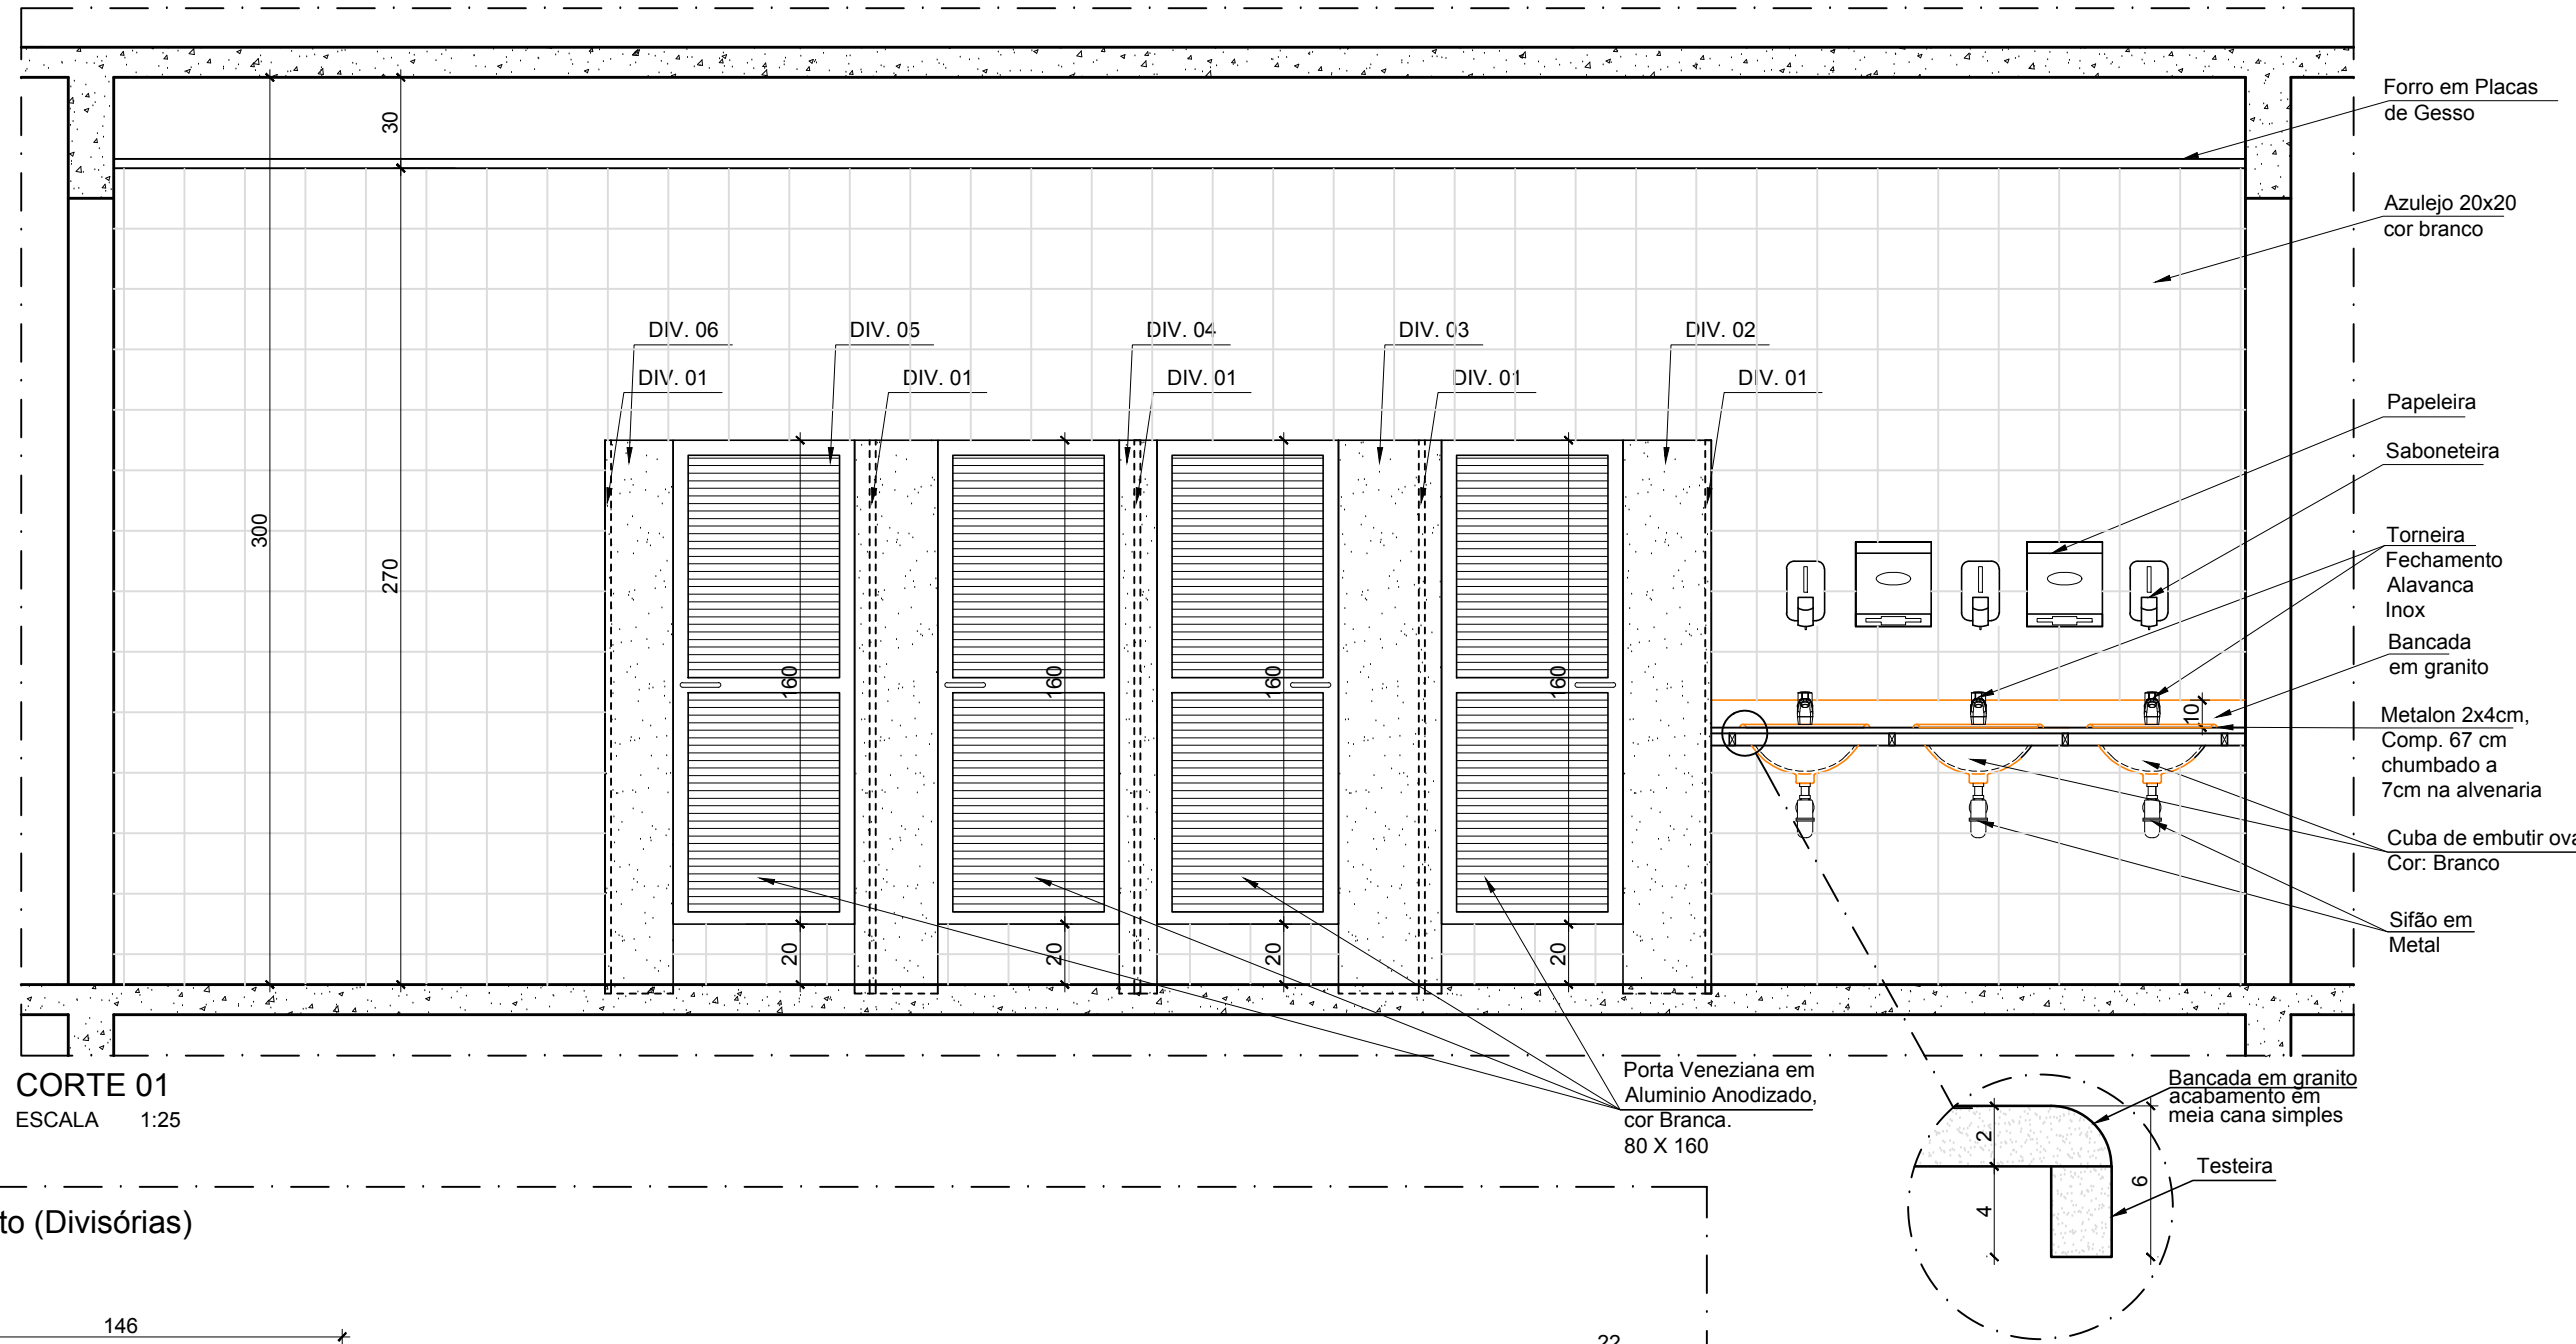 Forro em Placas
de Gesso
30
Azulejo 20x20
cor branco
DIV. 06
DIV. 05
DIV. 04
DIV. 03
DIV. 02
DIV. 01
DIV. 01
DIV. 01
DIV. 01
DIV. 01
Papeleira
Saboneteira
300
270
Torneira
Fechamento
Alavanca
Inox
Bancada
em granito
160
160
160
160
10
Metalon 2x4cm,
Comp. 67 cm
chumbado a
7cm na alvenaria
Cuba de embutir ova
Cor: Branco
Sifão em
Metal
20
20
20
20
CORTE 01
ESCALA 1:25
Porta Veneziana em
Aluminio Anodizado,
cor Branca.
80 X 160
Bancada em granito
acabamento em
meia cana simples
2
4
6
Testeira
to (Divisórias)
146
22